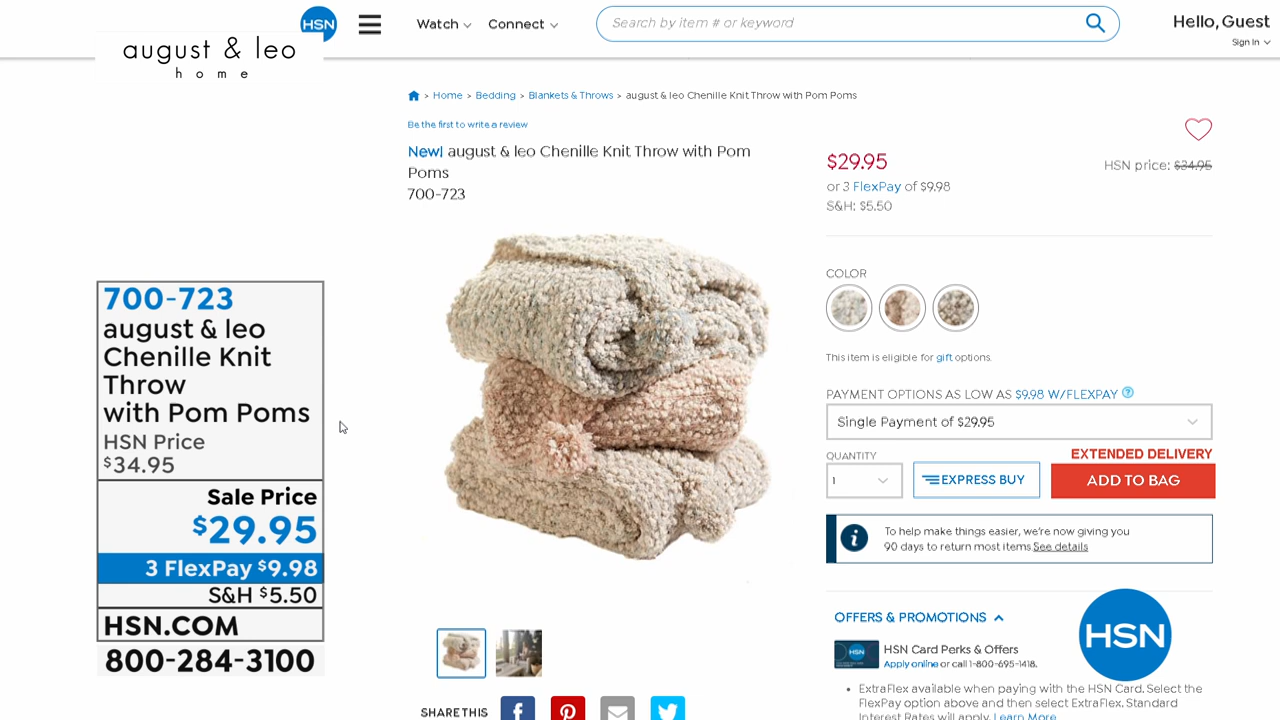 HSN
Watch
Connect
Search by item # or keyword
Hello, Guest
Sign In
august & leo
home
> Home > Bedding > Blankets & Throws > august & leo Chenille Knit Throw with Pom Poms
Be the first to write a review
New! august & leo Chenille Knit Throw with Pom
Poms
700-723
$29.95
HSN price: $34.95
or 3 FlexPay of $9.98
S&H: $5.50
COLOR
This item is eligible for gift options.
PAYMENT OPTIONS AS LOW AS $9.98 W/FLEXPAY ?
Single Payment of $29.95
EXTENDED DELIVERY
QUANTITY
1
EXPRESS BUY
ADD TO BAG
i
To help make things easier, we're now giving you
90 days to return most items See details
OFFERS & PROMOTIONS
HSN
HSN Card Perks & Offers
Apply online or call 1-800-695-1418.
HSN
• ExtraFlex available when paying with the HSN Card. Select the
FlexPay option above and then select ExtraFlex. Standard
Interest Rates will apply. Learn More
700-723
august & leo
Chenille Knit
Throw
with Pom Poms
HSN Price
$34.95
Sale Price
$29.95
3 FlexPay $9.98
S&H $5.50
HSN.COM
800-284-3100
SHARE THIS